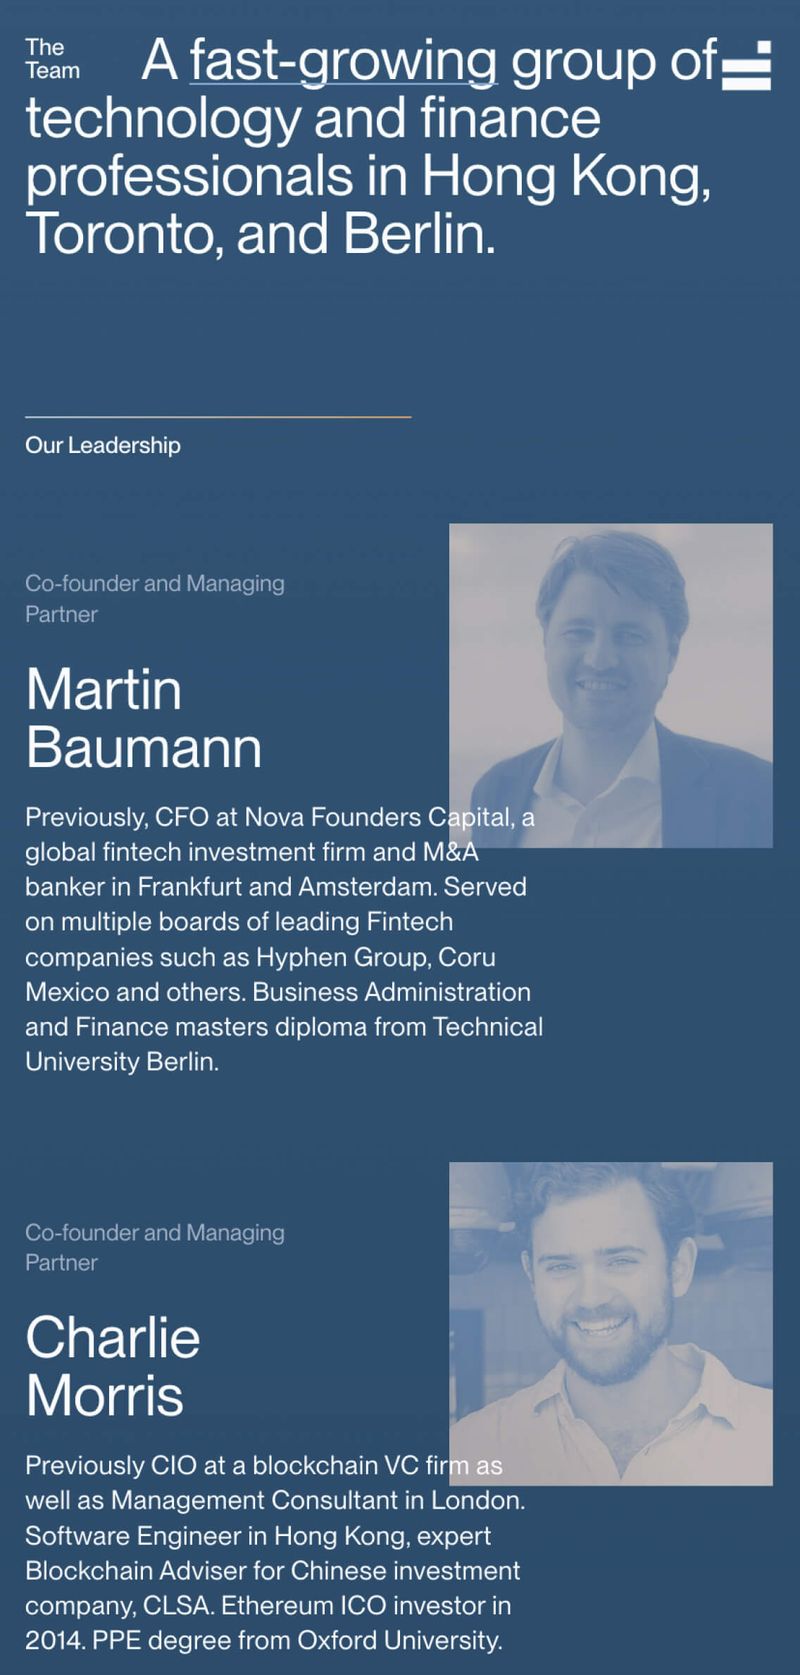 The
Team
A fast-growing group of
technology and finance
professionals in Hong Kong,
Toronto, and Berlin.
Our Leadership
Co-founder and Managing
Partner
Martin
Baumann
Previously, CFO at Nova Founders Capital, a
global fintech investment firm and M&A
banker in Frankfurt and Amsterdam. Served
on multiple boards of leading Fintech
companies such as Hyphen Group, Coru
Mexico and others. Business Administration
and Finance masters diploma from Technical
University Berlin.
Co-founder and Managing
Partner
Charlie
Morris
Previously CIO at a blockchain VC firm as
well as Management Consultant in London.
Software Engineer in Hong Kong, expert
Blockchain Adviser for Chinese investment
company, CLSA. Ethereum ICO investor in
2014. PPE degree from Oxford University.